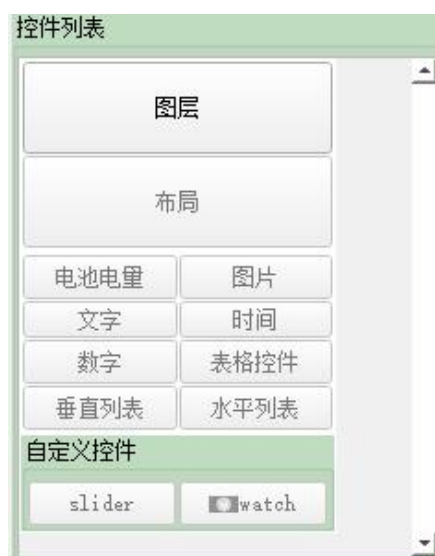 控件列表
图层
布局
电池电量 图片
文字 时间
数字 表格控件
垂直列表 水平列表
自定义控件
slider watch